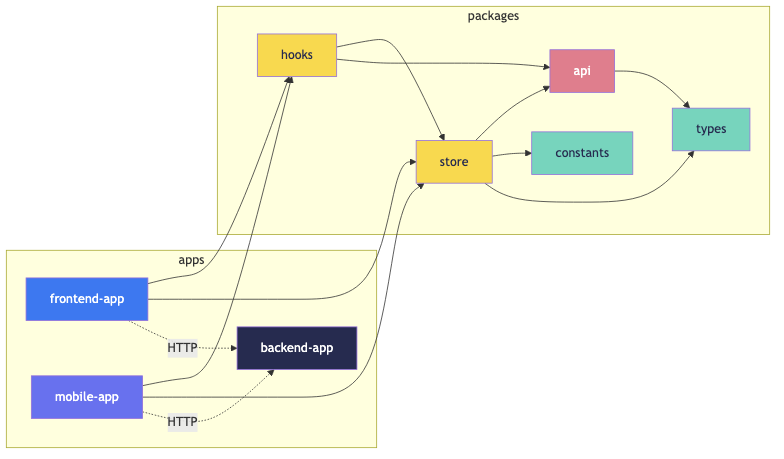 packages
hooks
api
types
store
constants
apps
frontend-app
HTTP
backend-app
mobile-app
HTTP